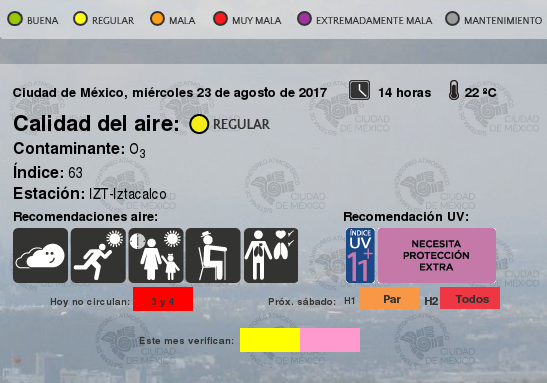 BUENA REGULAR MALA MUY MALA EXTREMADAMENTE MALA MANTENIMIENTO
Ciudad de México, miércoles 23 de agosto de 2017 14 horas 22 ºC
Calidad del aire: REGULAR
Contaminante: O3
Índice: 63
Estación: IZT-Iztacalco
Recomendaciones aire: Recomendación UV:
ÍNDICE
UV
11+
NECESITA
PROTECCIÓN
EXTRA
Hoy no circulan: 3 y 4 Próx. sábado: H1 Par H2 Todos
Este mes verifican: